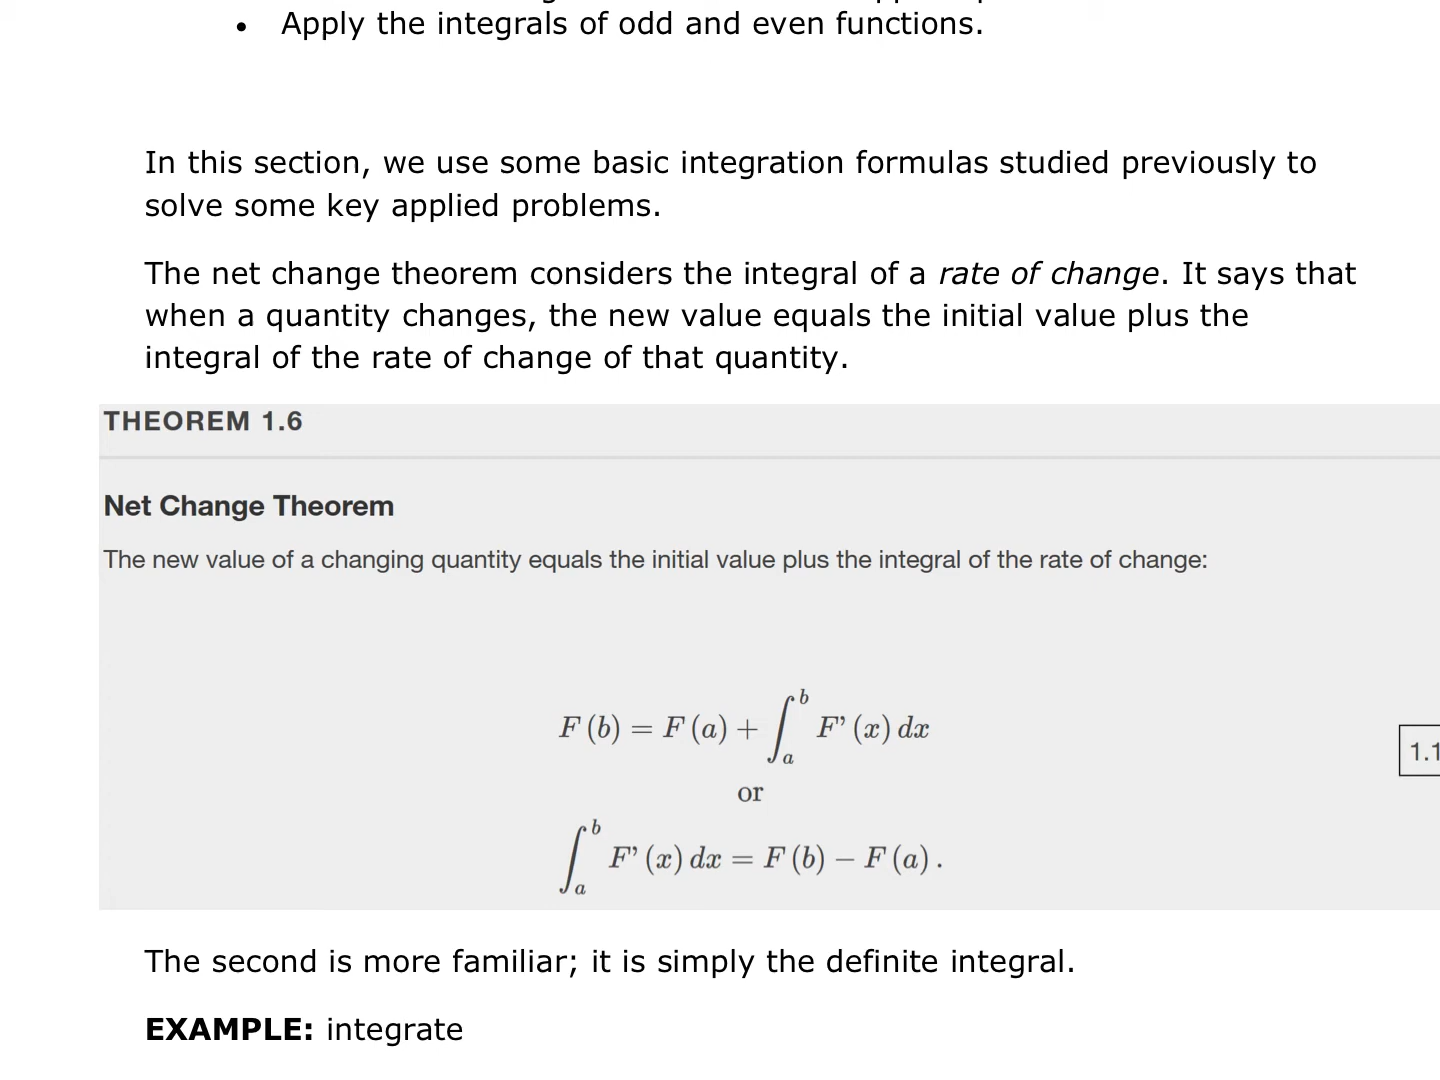 • Apply the integrals of odd and even functions.
In this section, we use some basic integration formulas studied previously to
solve some key applied problems.
The net change theorem considers the integral of a rate of change. It says that
when a quantity changes, the new value equals the initial value plus the
integral of the rate of change of that quantity.
THEOREM 1.6
Net Change Theorem
The new value of a changing quantity equals the initial value plus the integral of the rate of change:
F (b) = F (a) + ∫_a^b F’ (x) dx
1.1
or
∫_a^b F’ (x) dx = F (b) − F (a) .
The second is more familiar; it is simply the definite integral.
EXAMPLE: integrate